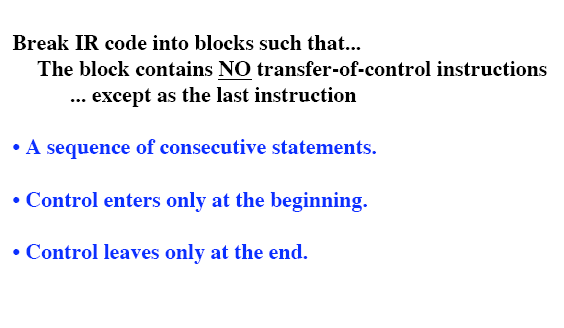 Break IR code into blocks such that...
The block contains NO transfer-of-control instructions
... except as the last instruction
• A sequence of consecutive statements.
• Control enters only at the beginning.
• Control leaves only at the end.